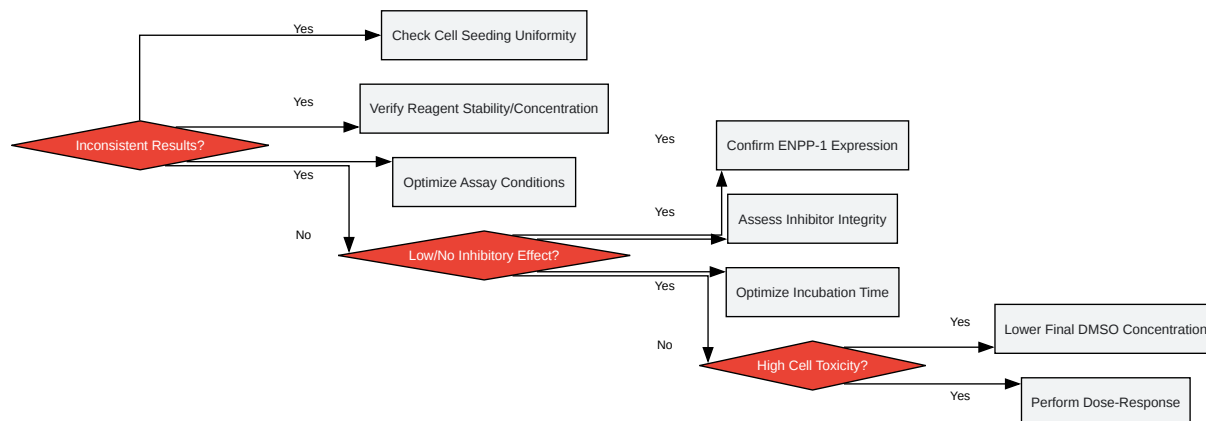 Yes
Check Cell Seeding Uniformity
Yes
Verify Reagent Stability/Concentration
Inconsistent Results?
Yes
Optimize Assay Conditions
No
Low/No Inhibitory Effect?
Yes
Confirm ENPP-1 Expression
Yes
Assess Inhibitor Integrity
Yes
Optimize Incubation Time
No
High Cell Toxicity?
Yes
Lower Final DMSO Concentration
Yes
Perform Dose-Response